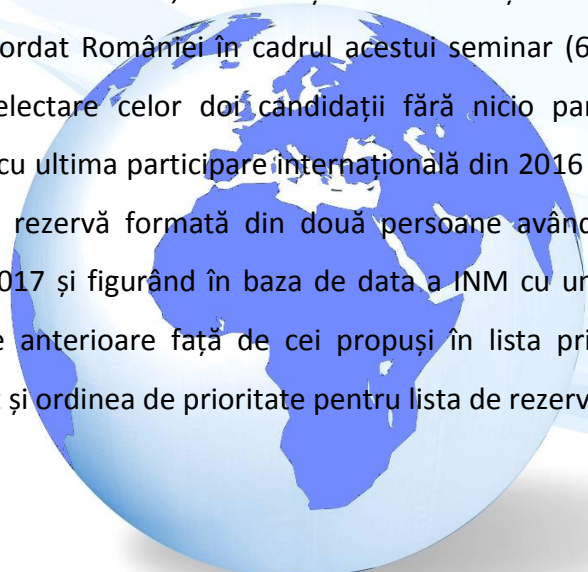 ordat României în cadrul acestui seminar (6
electare celor doi candidații fără nicio par
cu ultima participare internațională din 2016
rezervă formată din două persoane având
017 și figurând în baza de data a INM cu un
e anterioare față de cei propuși în lista pri
și ordinea de prioritate pentru lista de rezerv